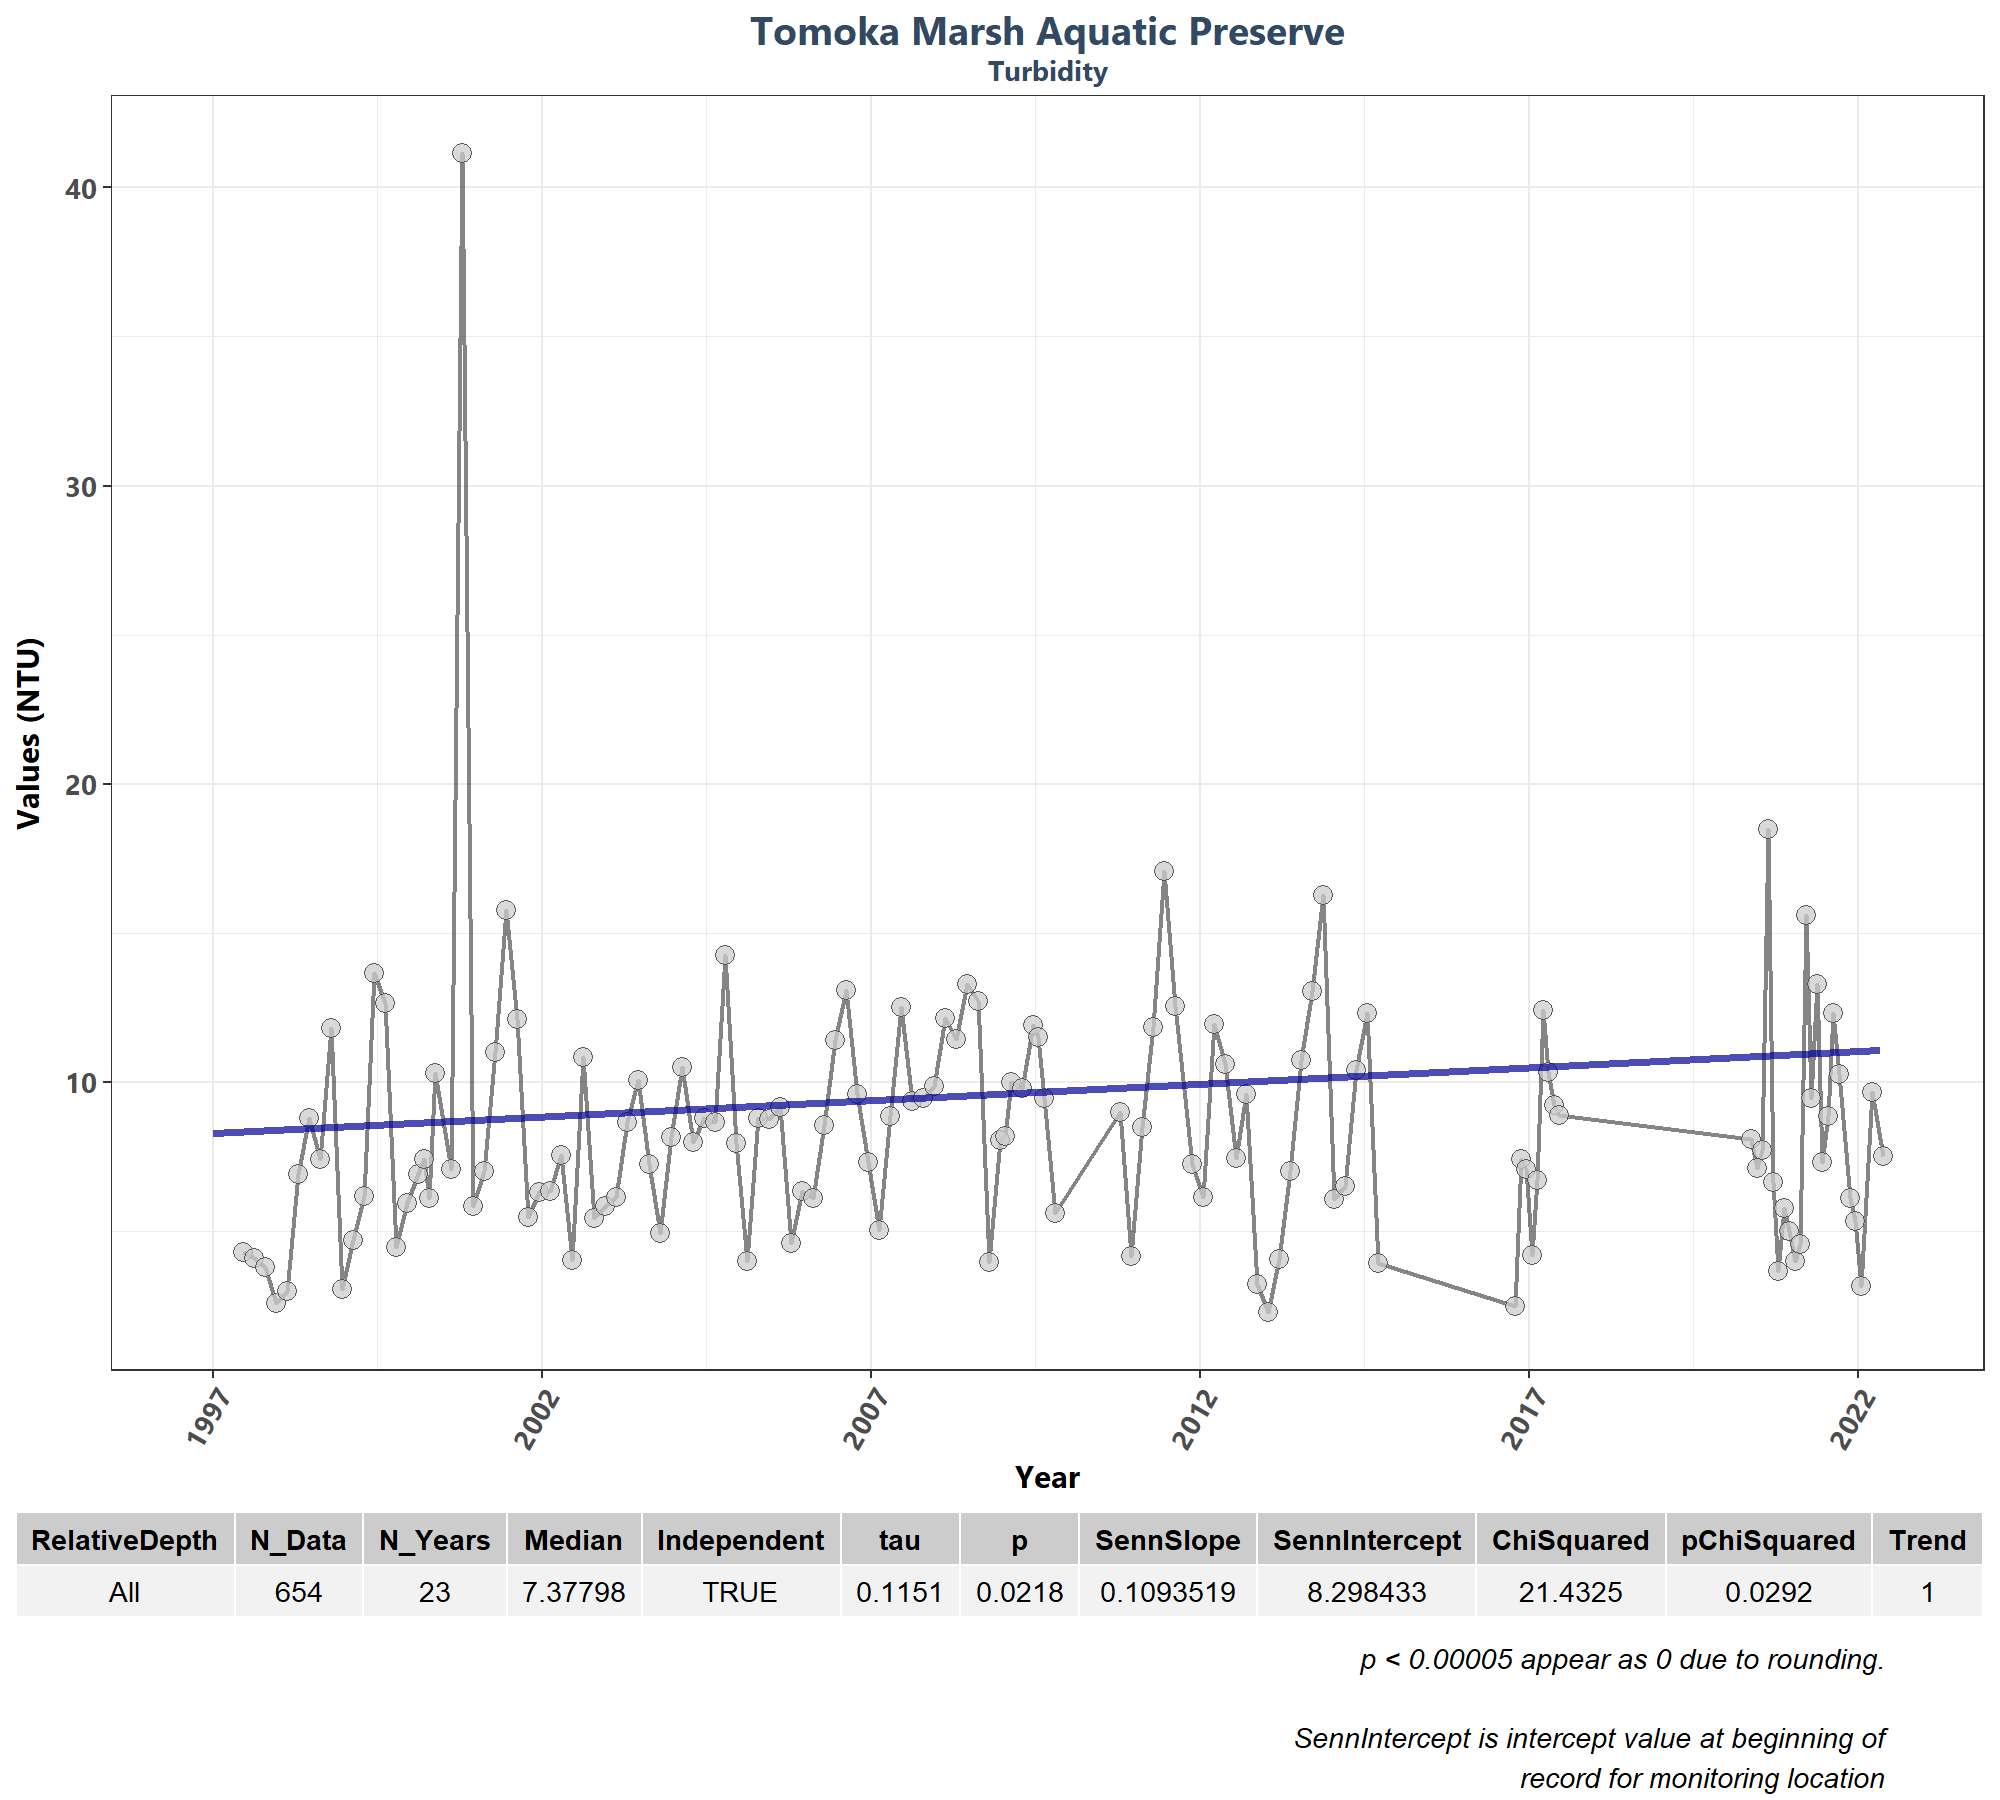 Tomoka Marsh Aquatic Preserve
Turbidity
Values (NTU)
40
30
20
10
1997
2002
2007
2012
2017
2022
Year
RelativeDepth N_Data N_Years Median Independent tau p SennSlope SennIntercept ChiSquared pChiSquared Trend
All 654 23 7.37798 TRUE 0.1151 0.0218 0.1093519 8.298433 21.4325 0.0292 1
p < 0.00005 appear as 0 due to rounding.
SennIntercept is intercept value at beginning of
record for monitoring location